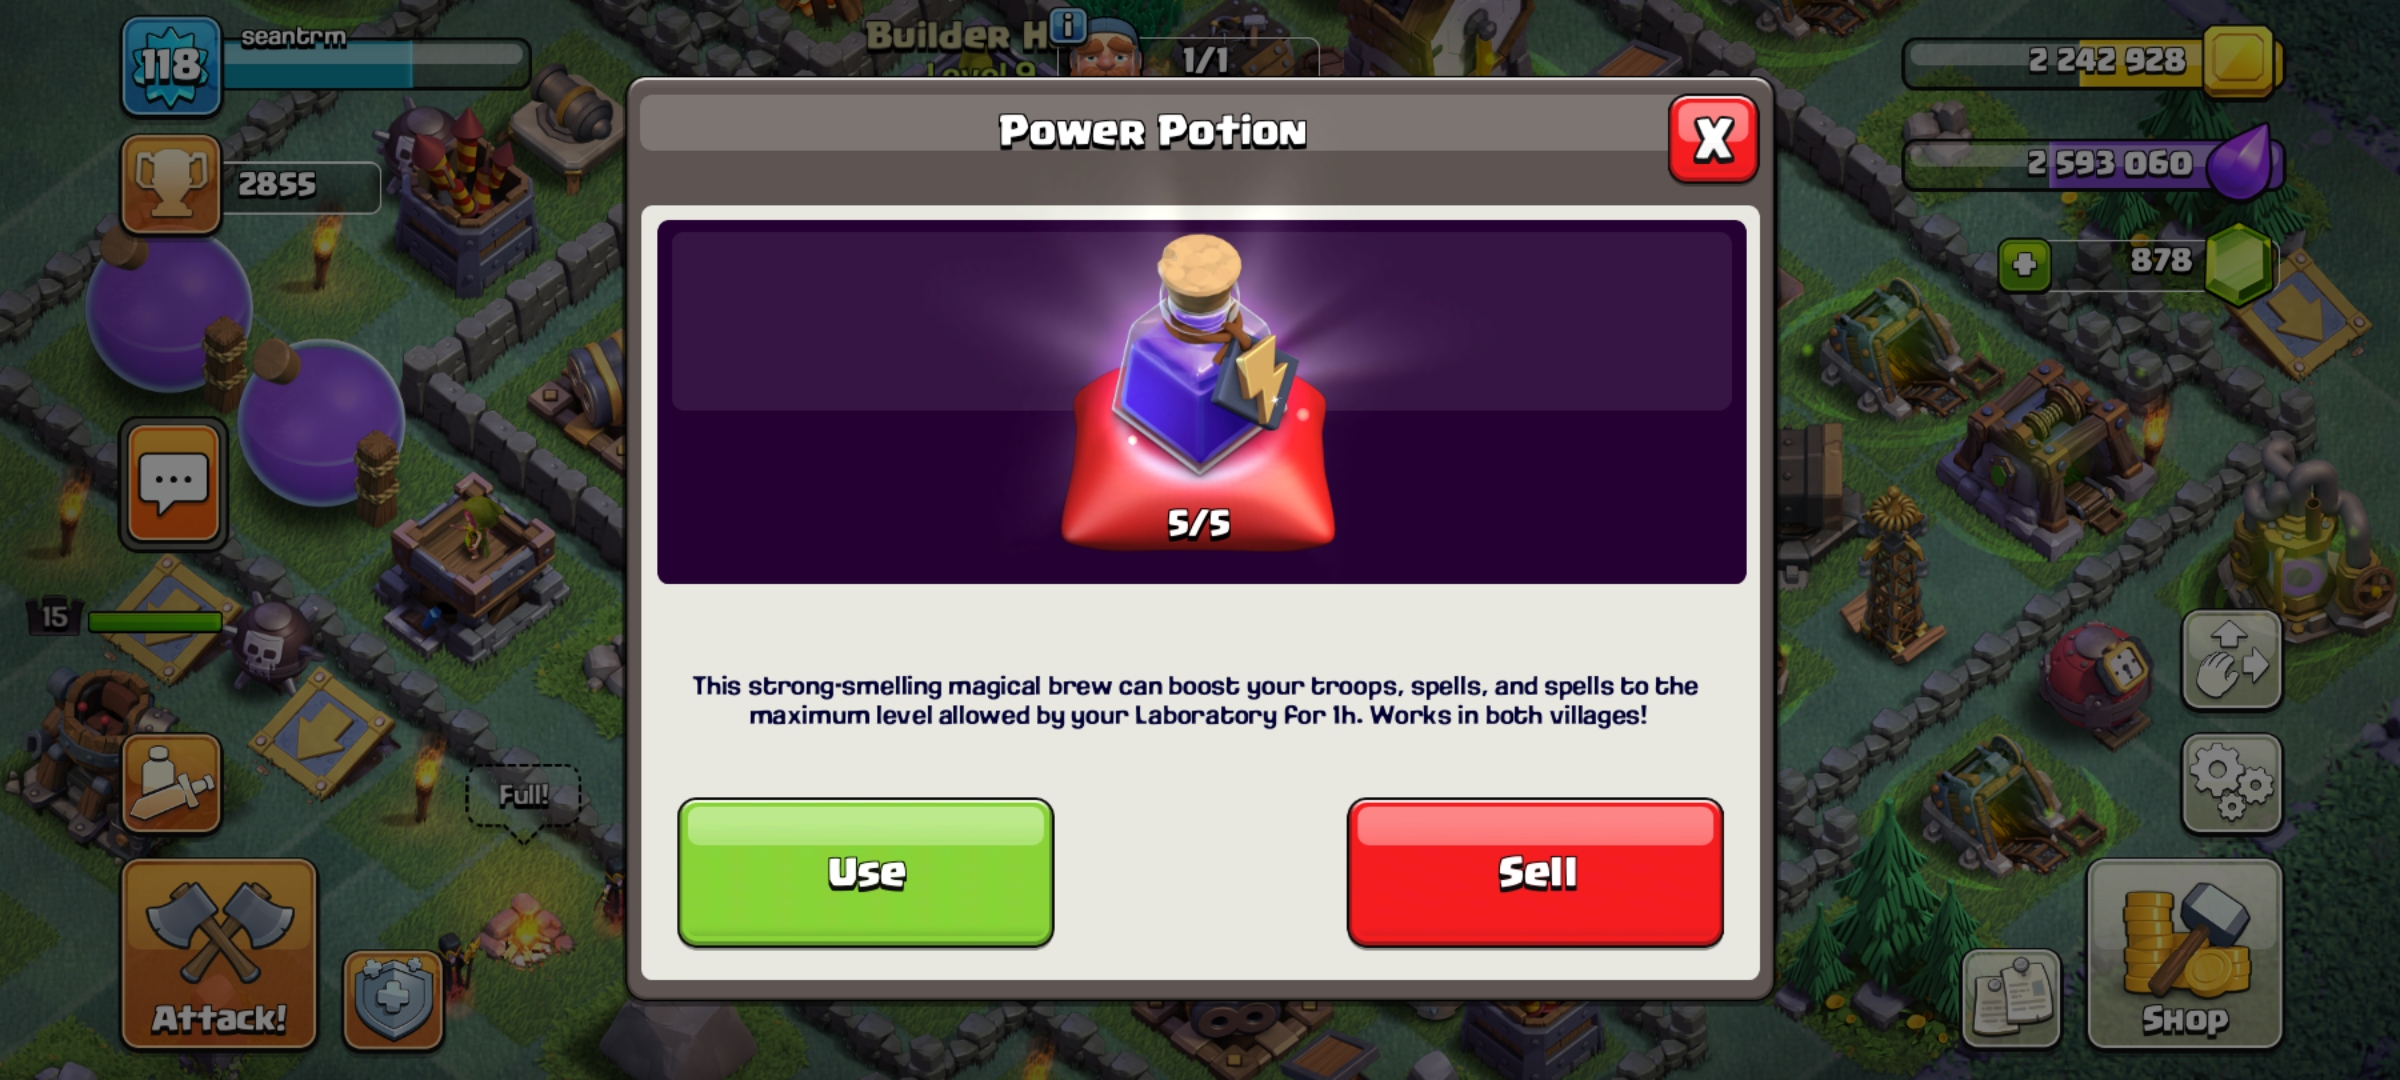 118
seantrm
Builder H
i
Level 9
1/1
2 242 928
2855
2 593 060
878
Power Potion
X
5/5
15
This strong-smelling magical brew can boost your troops, spells, and spells to the
maximum level allowed by your Laboratory for 1h. Works in both villages!
Full!
Use
Sell
Attack!
Shop